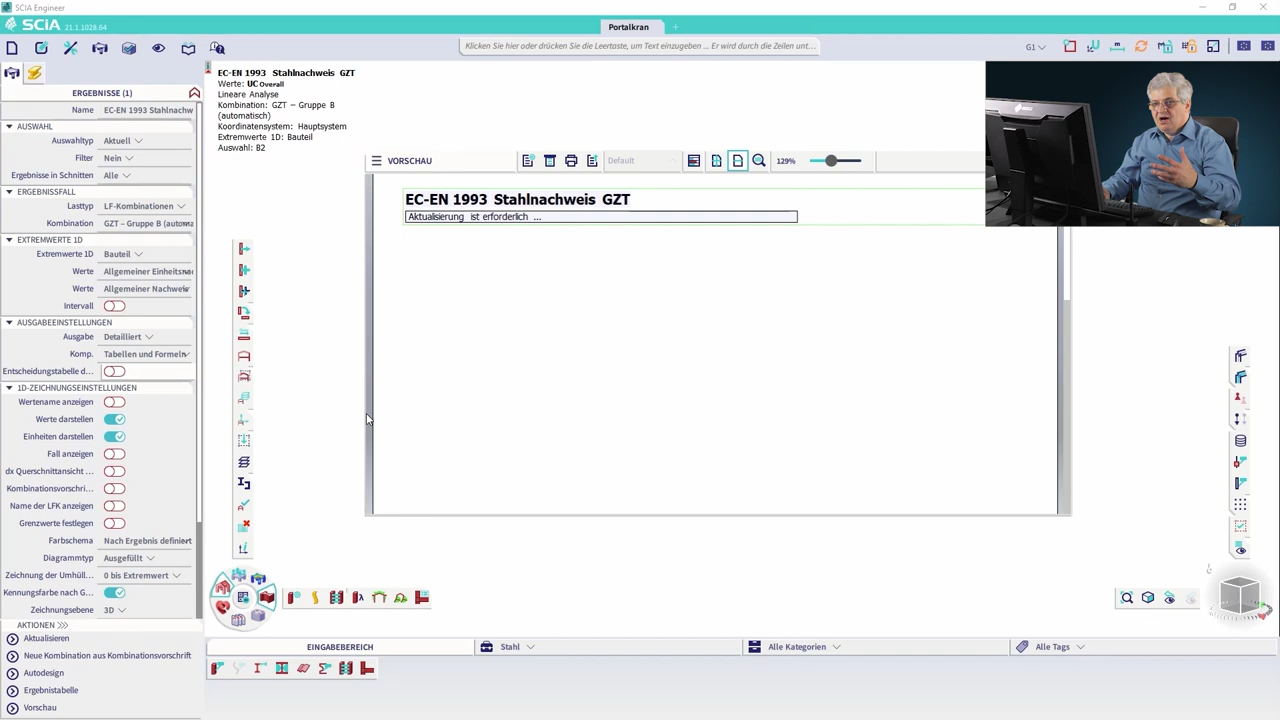 SCIA Engineer
SCIA 21.1.1028.64
Portalkran
Klicken Sie hier oder drücken Sie die Leertaste, um Text einzugeben ... Er wird durch die Zeilen unt...
G1
ERGEBNISSE (1)
Name EC-EN 1993 Stahlnachw
AUSWAHL
Auswahltyp Aktuell
Filter Nein
Ergebnisse in Schnitten Alle
ERGEBNISFALL
Lasttyp LF-Kombinationen
Kombination GZT – Gruppe B (autom
EXTREMWERTE 1D
Extremwerte 1D Bauteil
Werte Allgemeiner Einheitsna
Werte Allgemeiner Nachweis
Intervall
AUSGABEEINSTELLUNGEN
Ausgabe Detailliert
Komp. Tabellen und Formeln
Entscheidungstabelle d...
1D-ZEICHNUNGSEINSTELLUNGEN
Wertename anzeigen
Werte darstellen
Einheiten darstellen
Fall anzeigen
dx Querschnittansicht ...
Kombinationsvorschri...
Name der LFK anzeigen
Grenzwerte festlegen
Farbschema Nach Ergebnis definiert
Diagrammtyp Ausgefüllt
Zeichnung der Umhüll... 0 bis Extremwert
Kennungsfarbe nach G...
Zeichnungsebene 3D
AKTIONEN >>>
Aktualisieren
Neue Kombination aus Kombinationsvorschrift
Autodesign
Ergebnistabelle
Vorschau
EC-EN 1993 Stahlnachweis GZT
Werte: UC Overall
Lineare Analyse
Kombination: GZT – Gruppe B
(automatisch)
Koordinatensystem: Hauptsystem
Extremwerte 1D: Bauteil
Auswahl: B2
VORSCHAU
Default
129%
EC-EN 1993 Stahlnachweis GZT
Aktualisierung ist erforderlich ...
EINGABEBEREICH
Stahl
Alle Kategorien
Alle Tags